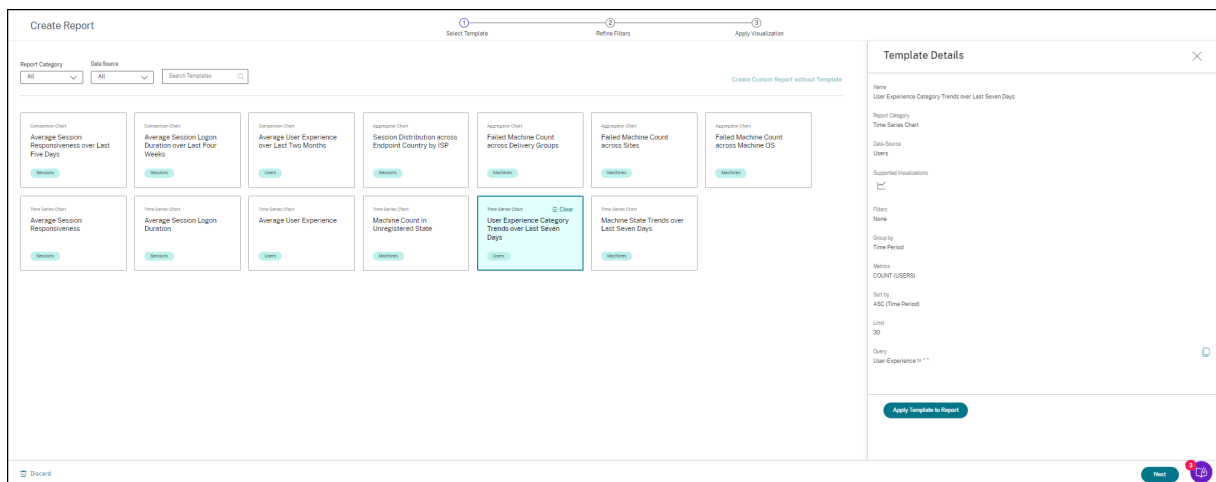 Create Report
1
2
3
Select Template
Refine Filters
Apply Visualization
Report Category
Data Source
All
All
Search Templates
Create Custom Report without Template
Comparison Chart
Average Session
Responsiveness over Last
Five Days
Sessions
Comparison Chart
Average Session Logon
Duration over Last Four
Weeks
Sessions
Comparison Chart
Average User Experience
over Last Two Months
Users
Aggregator Chart
Session Distribution across
Endpoint Country by ISP
Sessions
Aggregator Chart
Failed Machine Count
across Delivery Groups
Machines
Aggregator Chart
Failed Machine Count
across Sites
Machines
Aggregator Chart
Failed Machine Count
across Machine OS
Machines
Time Series Chart
Average Session
Responsiveness
Sessions
Time Series Chart
Average Session Logon
Duration
Sessions
Time Series Chart
Average User Experience
Users
Time Series Chart
Machine Count in
Unregistered State
Machines
Time Series Chart
Clear
User Experience Category
Trends over Last Seven
Days
Users
Time Series Chart
Machine State Trends over
Last Seven Days
Machines
Template Details
Name
User Experience Category Trends over Last Seven Days
Report Category
Time Series Chart
Data-Source
Users
Supported Visualizations
Filters
None
Group by
Time Period
Metrics
COUNT (USERS)
Sort by
ASC (Time Period)
Limit
30
Query
User-Experience != " "
Apply Template to Report
Discard
Next
3